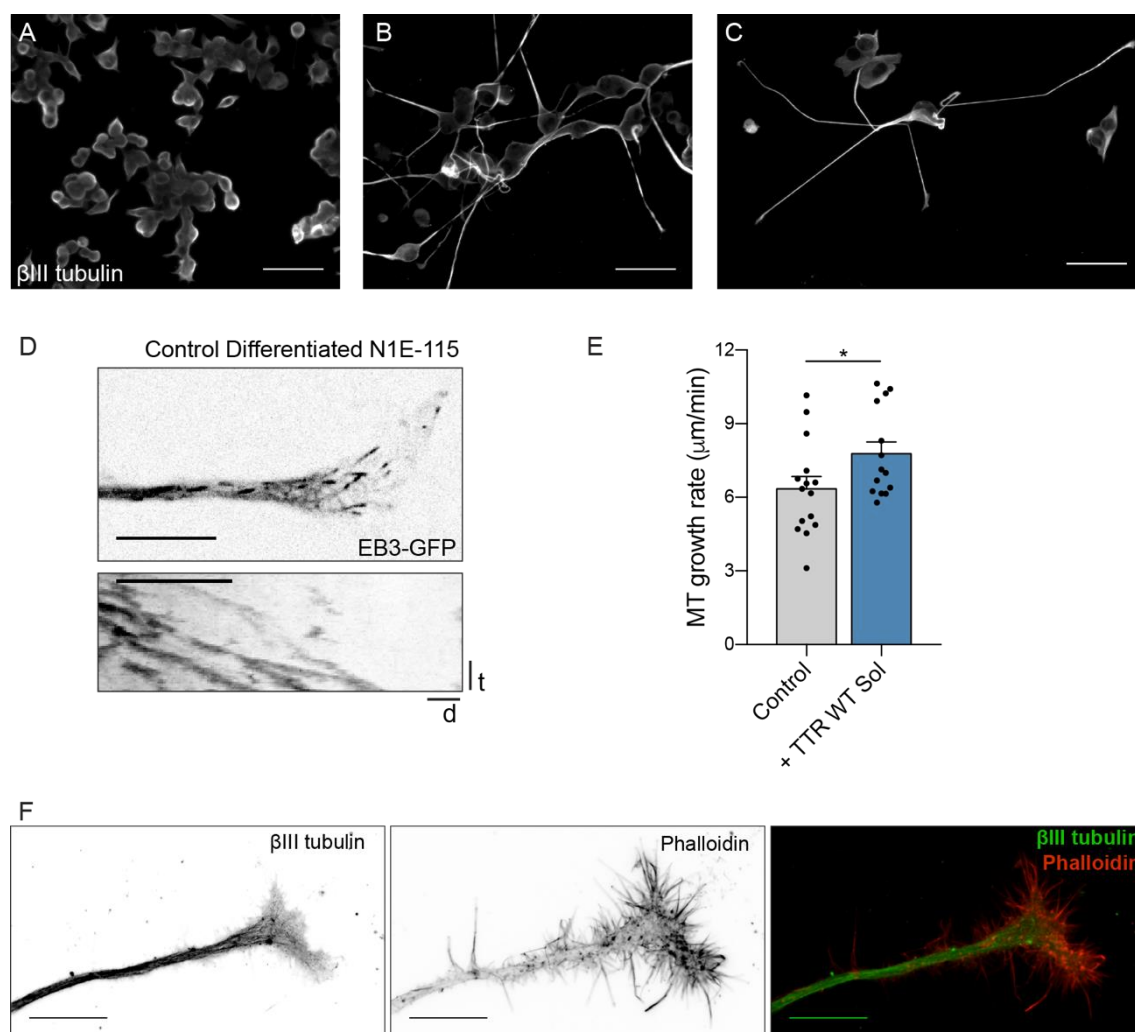 A
βIII tubulin
B
C
D
Control Differentiated N1E-115
EB3-GFP
t
d
E
MT growth rate (μm/min)
12
9
6
3
0
*
Control
+ TTR WT Sol
F
βIII tubulin
Phalloidin
βIII tubulin
Phalloidin